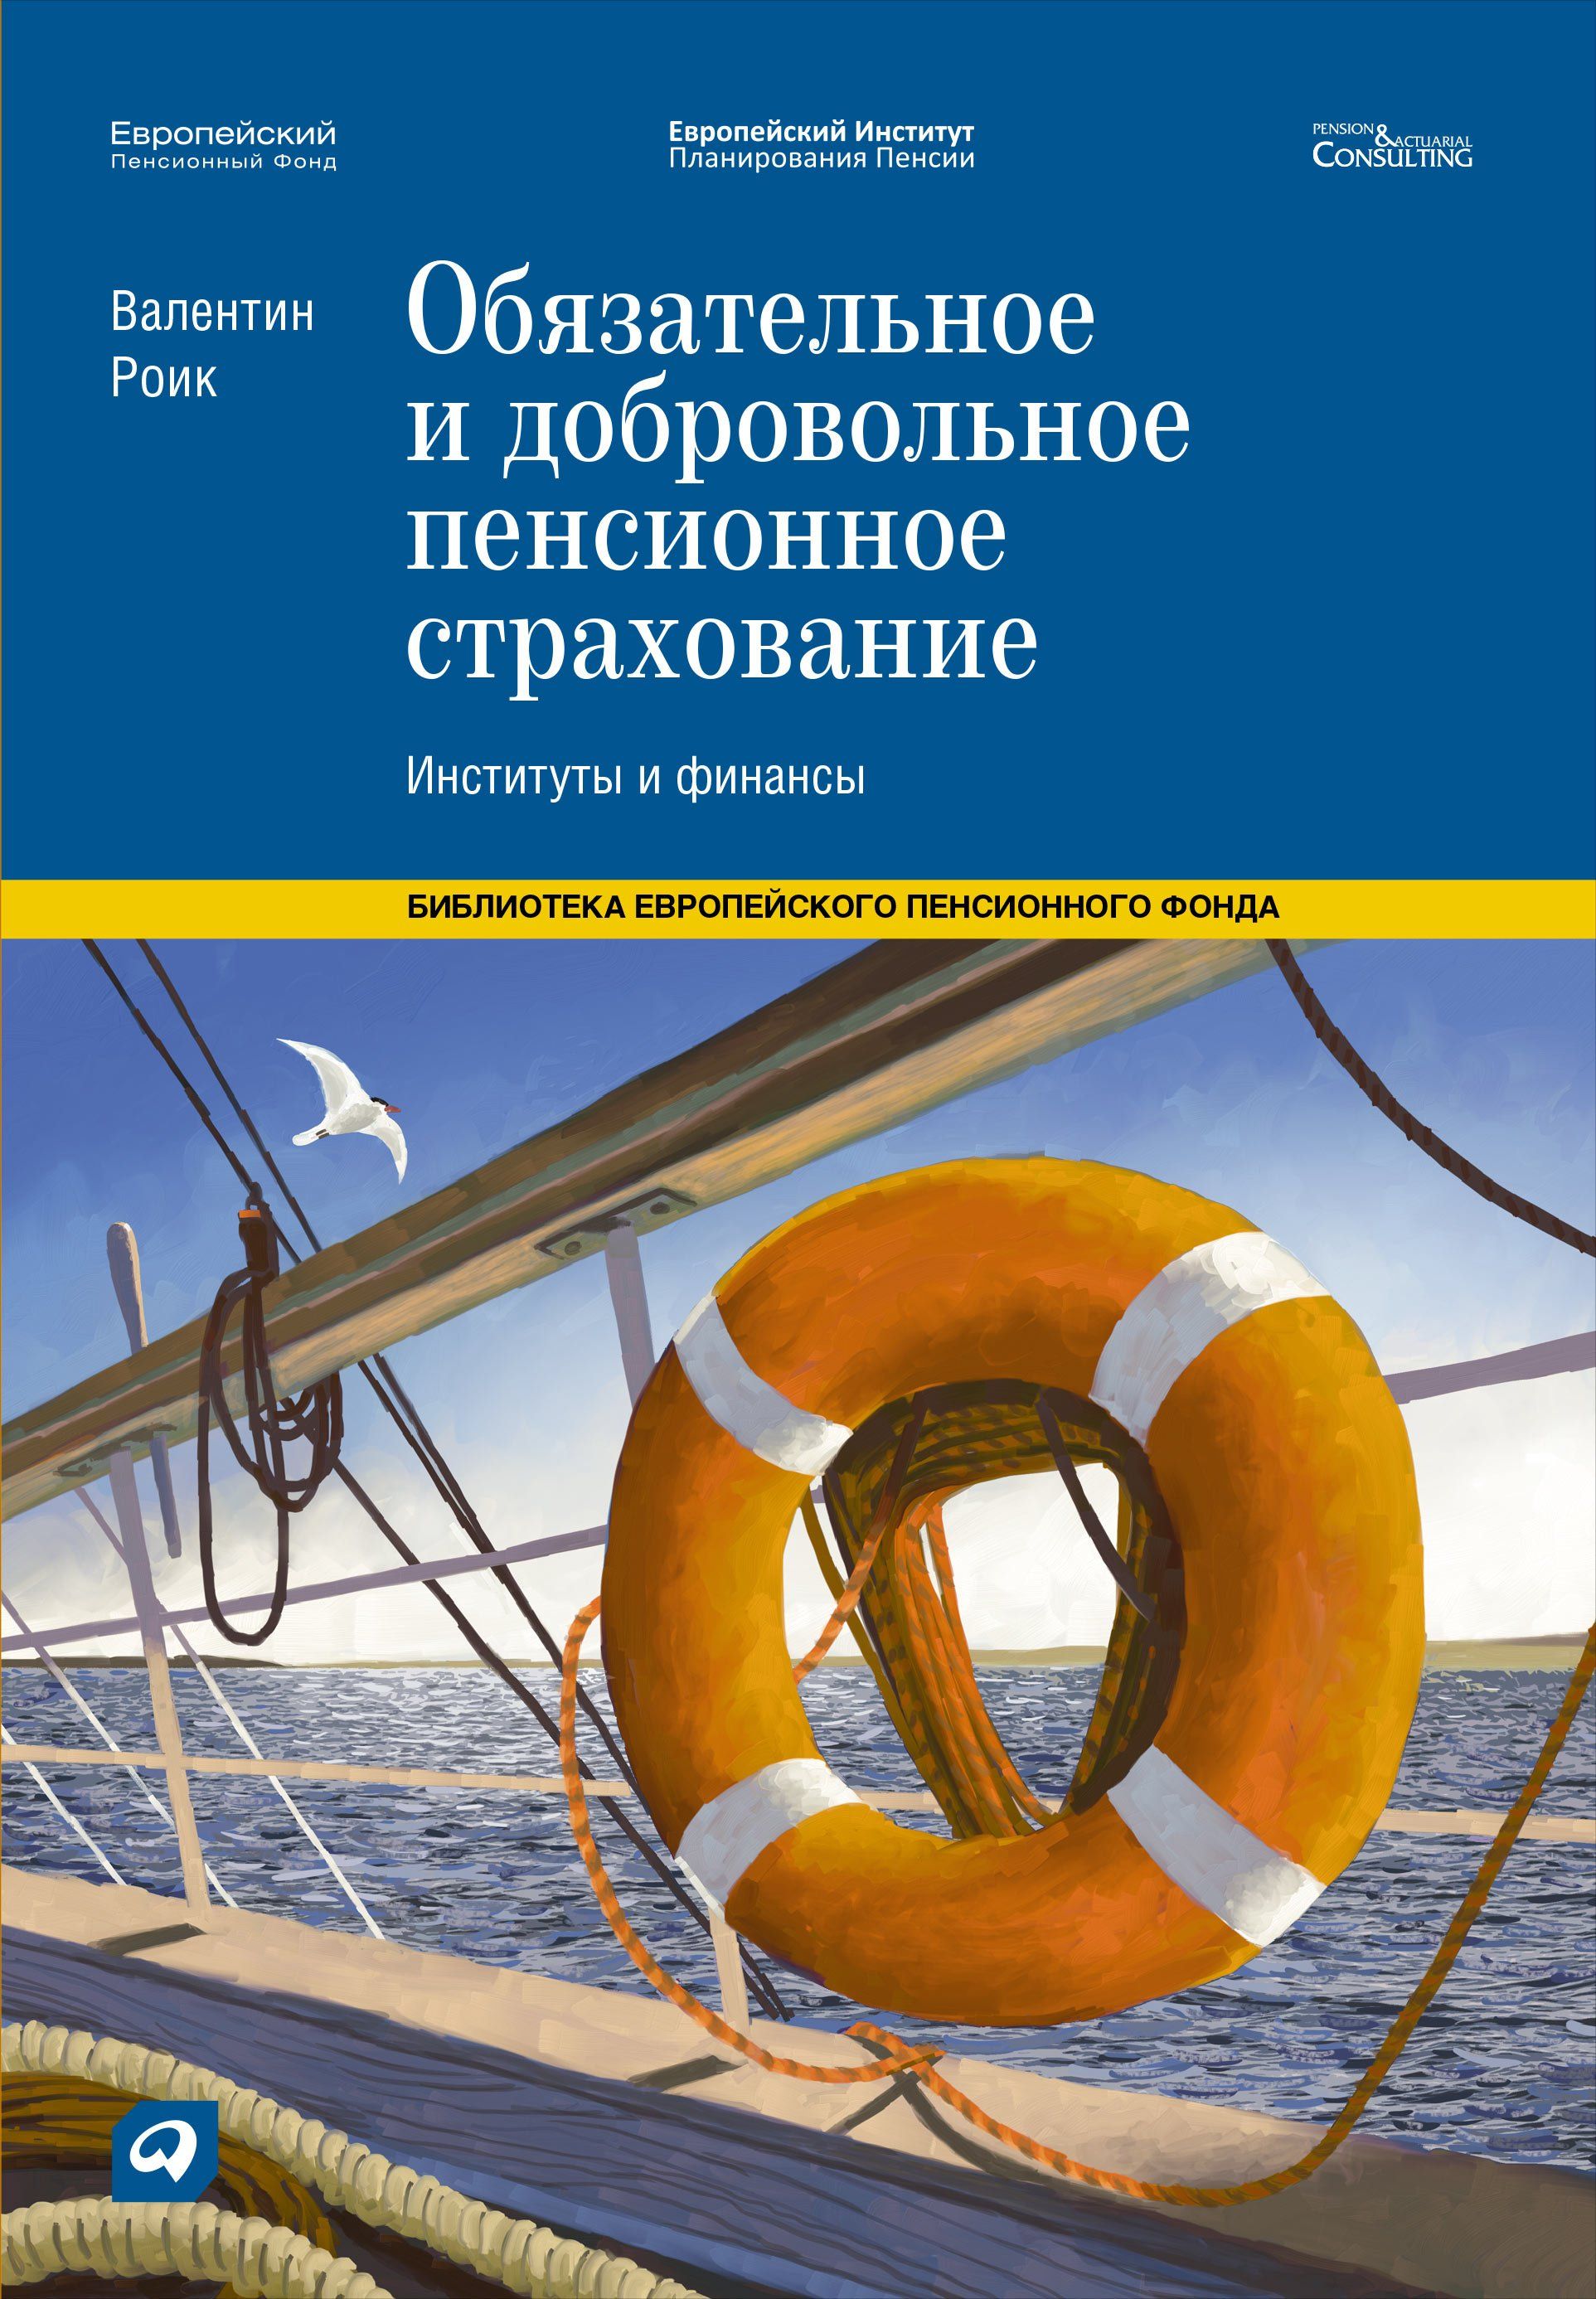 Европейский
Пенсионный Фонд
Европейский Институт
Планирования Пенсии
PENSION & ACTUARIAL
CONSULTING
Валентин
Роик
Обязательное
и добровольное
пенсионное
страхование
Институты и финансы
БИБЛИОТЕКА ЕВРОПЕЙСКОГО ПЕНСИОННОГО ФОНДА